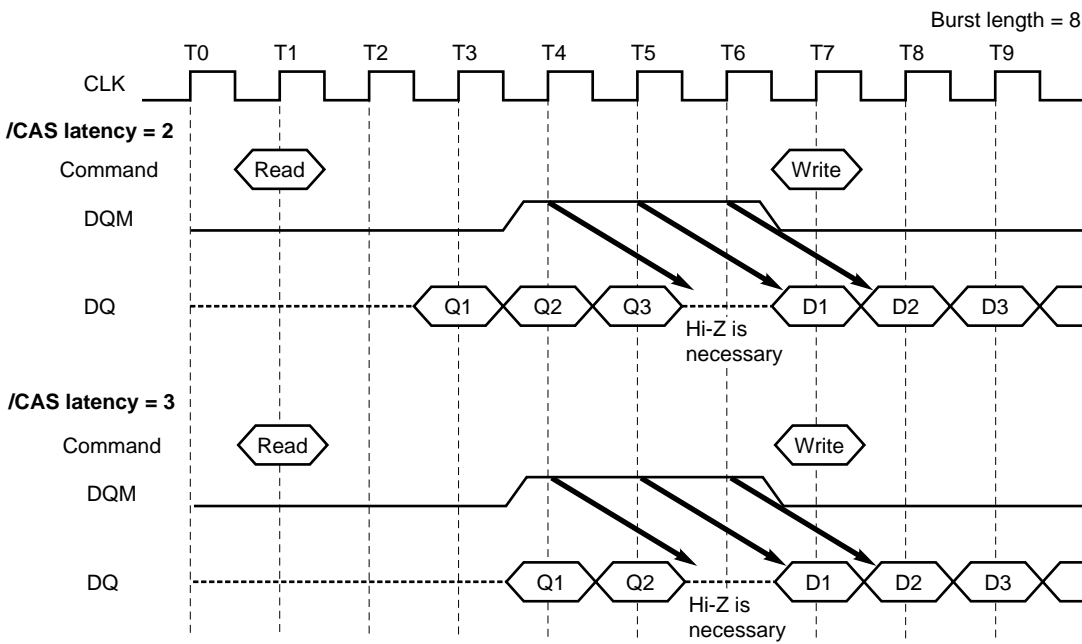 Burst length = 8
T0 T1 T2 T3 T4 T5 T6 T7 T8 T9
CLK
/CAS latency = 2
Command Read Write
DQM
DQ Q1 Q2 Q3 D1 D2 D3
Hi-Z is
necessary
/CAS latency = 3
Command Read Write
DQM
DQ Q1 Q2 D1 D2 D3
Hi-Z is
necessary